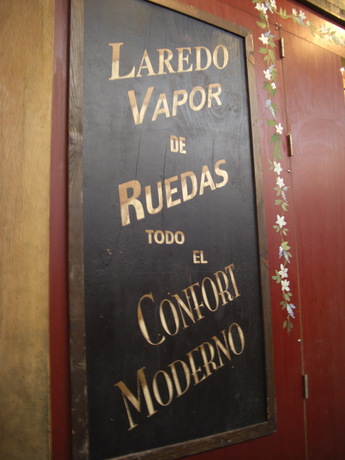 LAREDO
VAPOR
DE
RUEDAS
TODO
EL
CONFORT
MODERNO